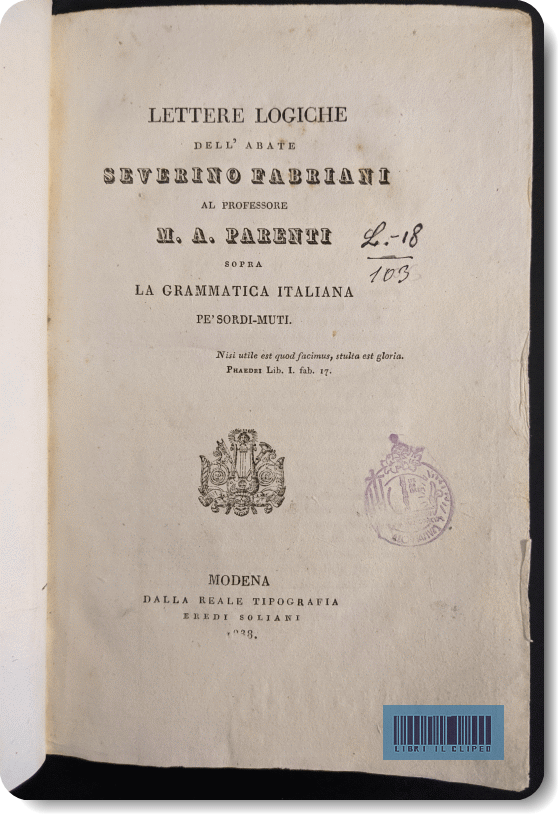 LETTERE LOGICHE
DELL' ABATE
SEVERINO FABRIANI
AL PROFESSORE
M. A. PARENTI
L.-18
103
SOPRA
LA GRAMMATICA ITALIANA
PE' SORDI-MUTI.
Nisi utile est quod facimus, stulta est gloria.
PHAEDRI Lib. I. fab. 17.
MODENA
DALLA REALE TIPOGRAFIA
EREDI SOLIANI
1838.
LIBRI IL CLIPEO